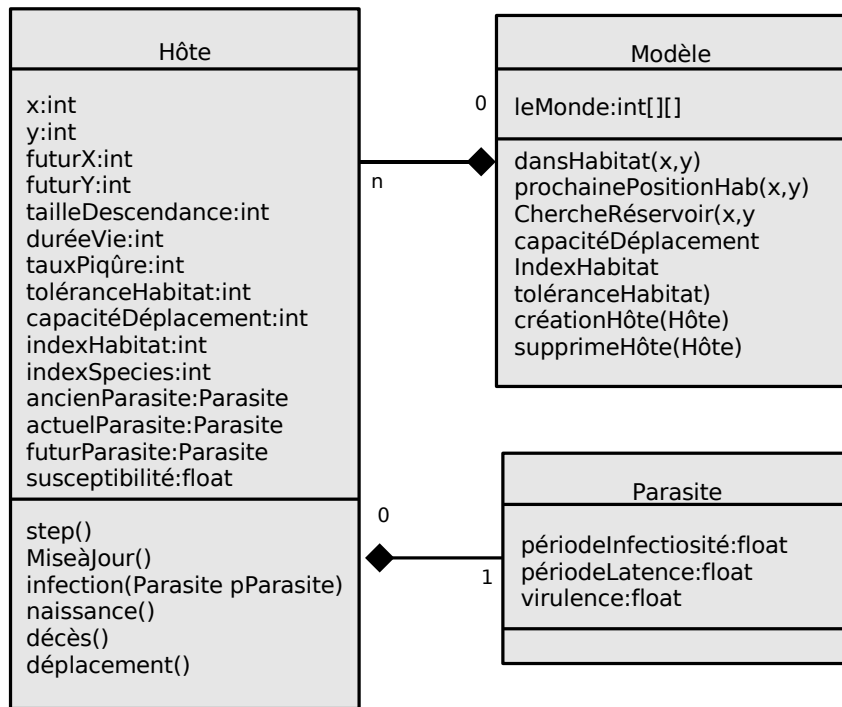 Hôte
x:int
y:int
futurX:int
futurY:int
tailleDescendance:int
duréeVie:int
tauxPiqûre:int
toléranceHabitat:int
capacitéDéplacement:int
indexHabitat:int
indexSpecies:int
ancienParasite:Parasite
actuelParasite:Parasite
futurParasite:Parasite
susceptibilité:float
step()
MiseàJour()
infection(Parasite pParasite)
naissance()
décès()
déplacement()
0
n
Modèle
leMonde:int[][]
dansHabitat(x,y)
prochainePositionHab(x,y)
ChercheRéservoir(x,y
capacitéDéplacement
IndexHabitat
toléranceHabitat)
créationHôte(Hôte)
supprimeHôte(Hôte)
0
1
Parasite
périodeInfectiosité:float
périodeLatence:float
virulence:float